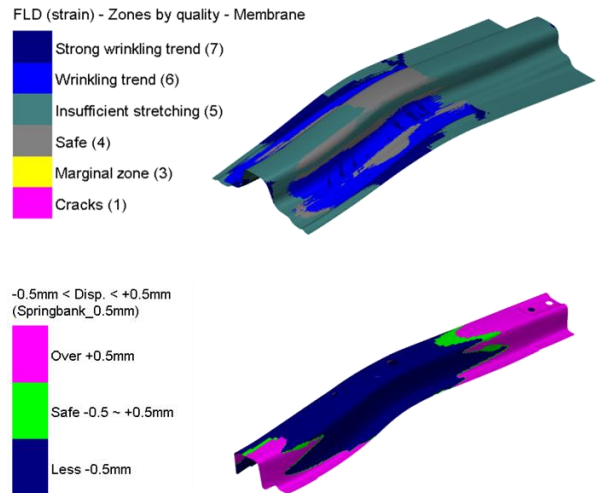 FLD (strain) - Zones by quality - Membrane
Strong wrinkling trend (7)
Wrinkling trend (6)
Insufficient stretching (5)
Safe (4)
Marginal zone (3)
Cracks (1)
-0.5mm < Disp. < +0.5mm
(Springbank_0.5mm)
Over +0.5mm
Safe -0.5 ~ +0.5mm
Less -0.5mm